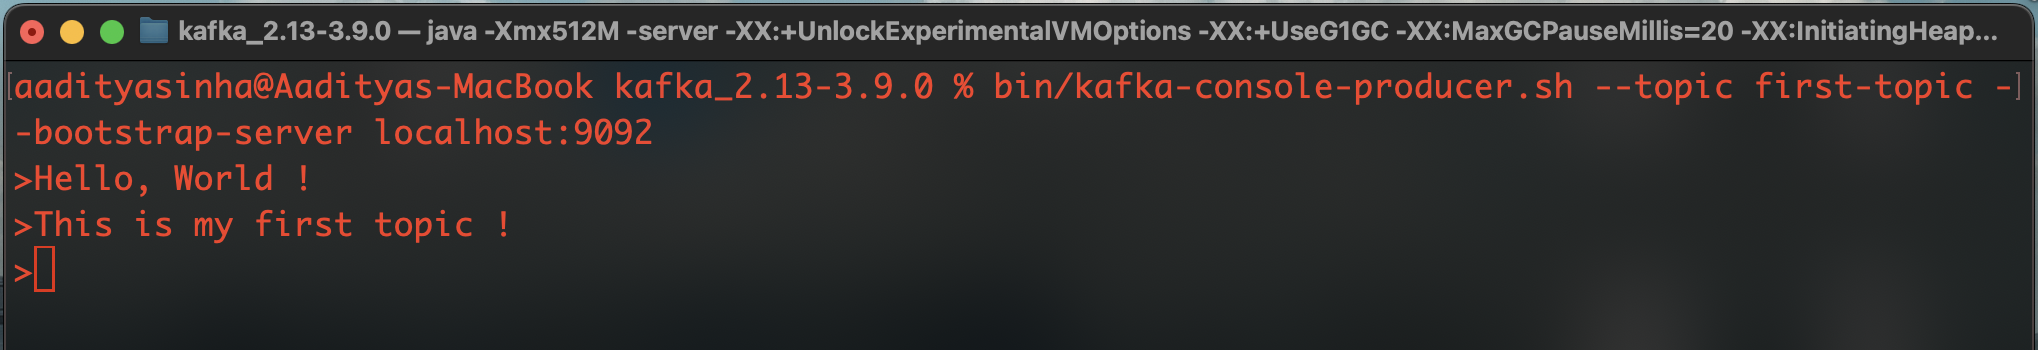 kafka_2.13-3.9.0 — java -Xmx512M -server -XX:+UnlockExperimentalVMOptions -XX:+UseG1GC -XX:MaxGCPauseMillis=20 -XX:InitiatingHeap...
[aadityasinha@Aadityas-MacBook kafka_2.13-3.9.0 % bin/kafka-console-producer.sh --topic first-topic -]
-bootstrap-server localhost:9092
>Hello, World !
>This is my first topic !
>